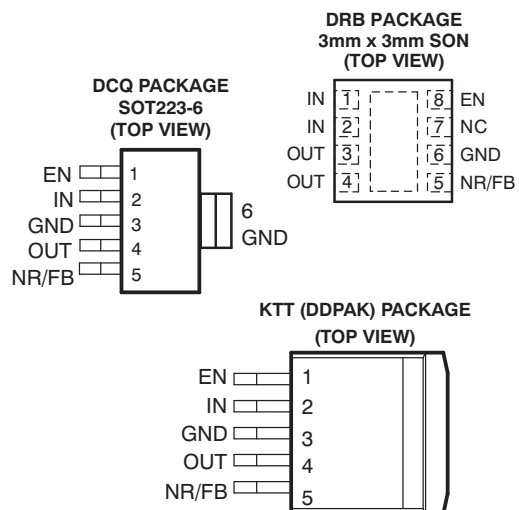 DRB PACKAGE
3mm x 3mm SON
(TOP VIEW)
IN 1 8 EN
IN 2 7 NC
OUT 3 6 GND
OUT 4 5 NR/FB
DCQ PACKAGE
SOT223-6
(TOP VIEW)
EN 1
IN 2
GND 3
OUT 4
NR/FB 5
6
GND
KTT (DDPAK) PACKAGE
(TOP VIEW)
EN 1
IN 2
GND 3
OUT 4
NR/FB 5